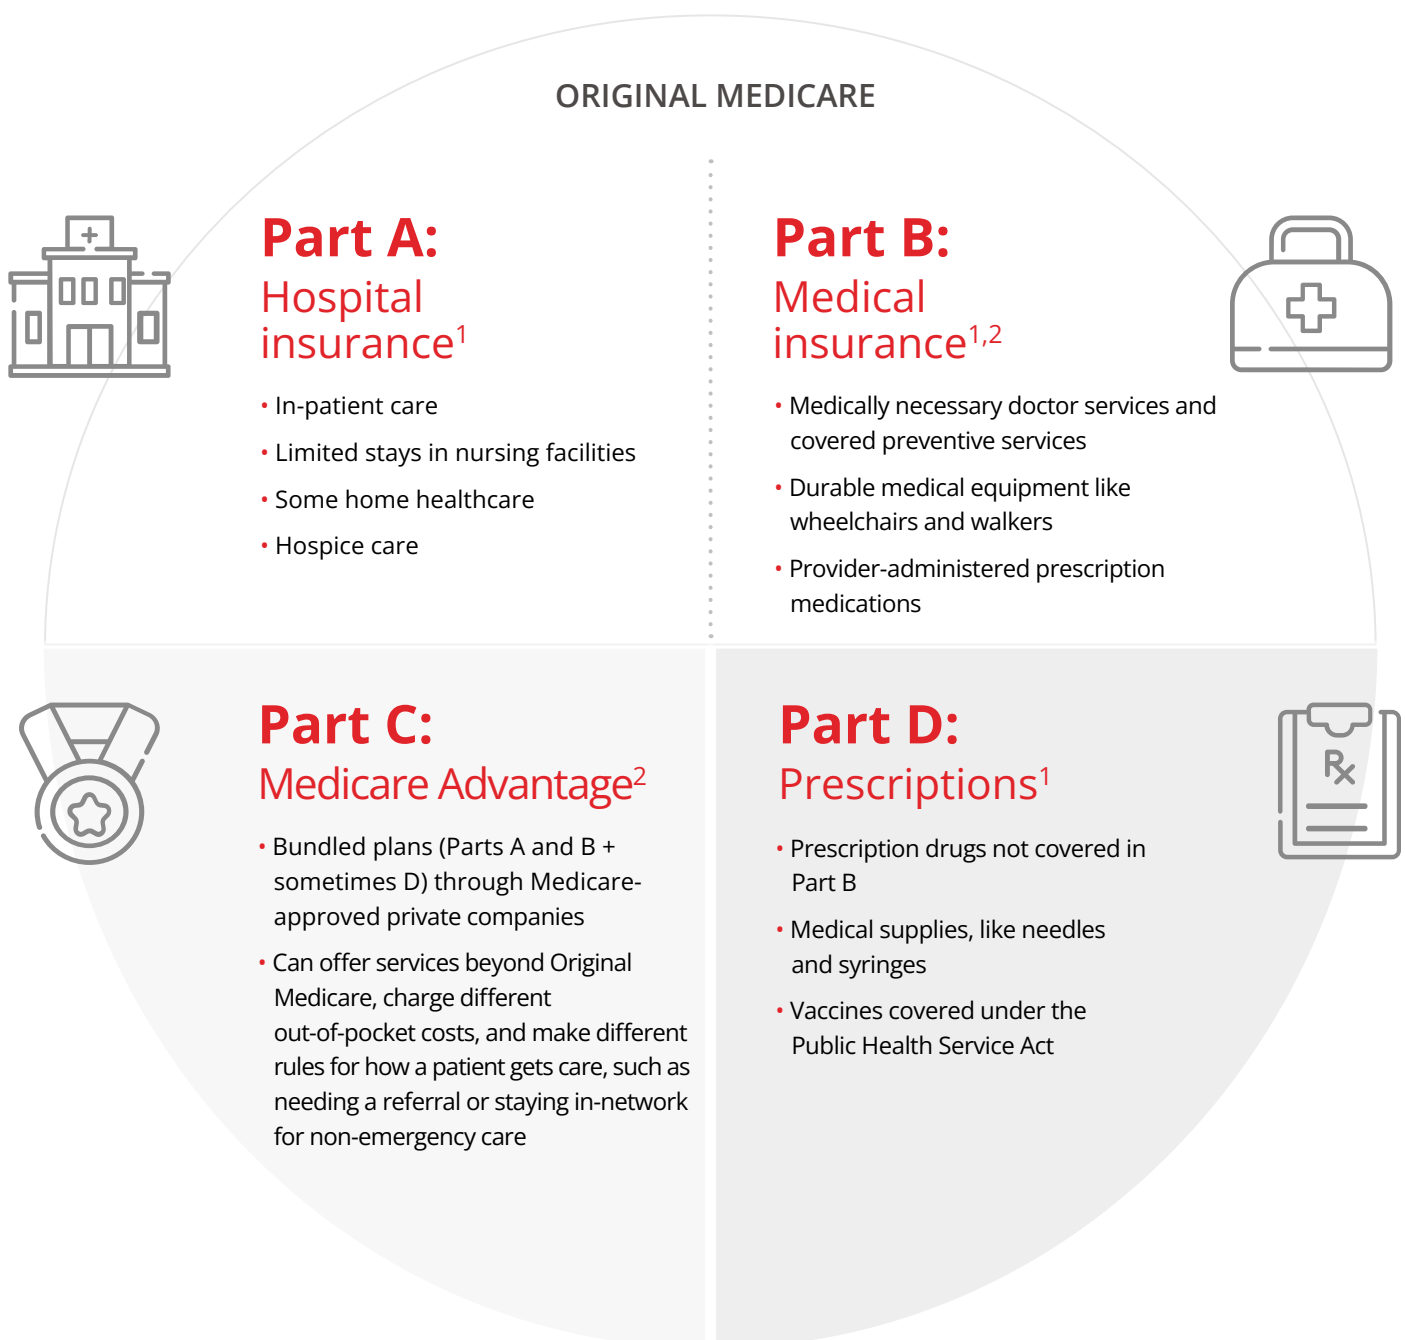 ORIGINAL MEDICARE
Part A:
Hospital
insurance1
• In-patient care
• Limited stays in nursing facilities
• Some home healthcare
• Hospice care
Part B:
Medical
insurance1,2
• Medically necessary doctor services and
covered preventive services
• Durable medical equipment like
wheelchairs and walkers
• Provider-administered prescription
medications
Part C:
Medicare Advantage2
• Bundled plans (Parts A and B +
sometimes D) through Medicare-
approved private companies
• Can offer services beyond Original
Medicare, charge different
out-of-pocket costs, and make different
rules for how a patient gets care, such as
needing a referral or staying in-network
for non-emergency care
Part D:
Prescriptions1
• Prescription drugs not covered in
Part B
• Medical supplies, like needles
and syringes
• Vaccines covered under the
Public Health Service Act
Rx